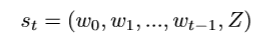 s_t = (w_0, w_1, ..., w_{t-1}, Z)